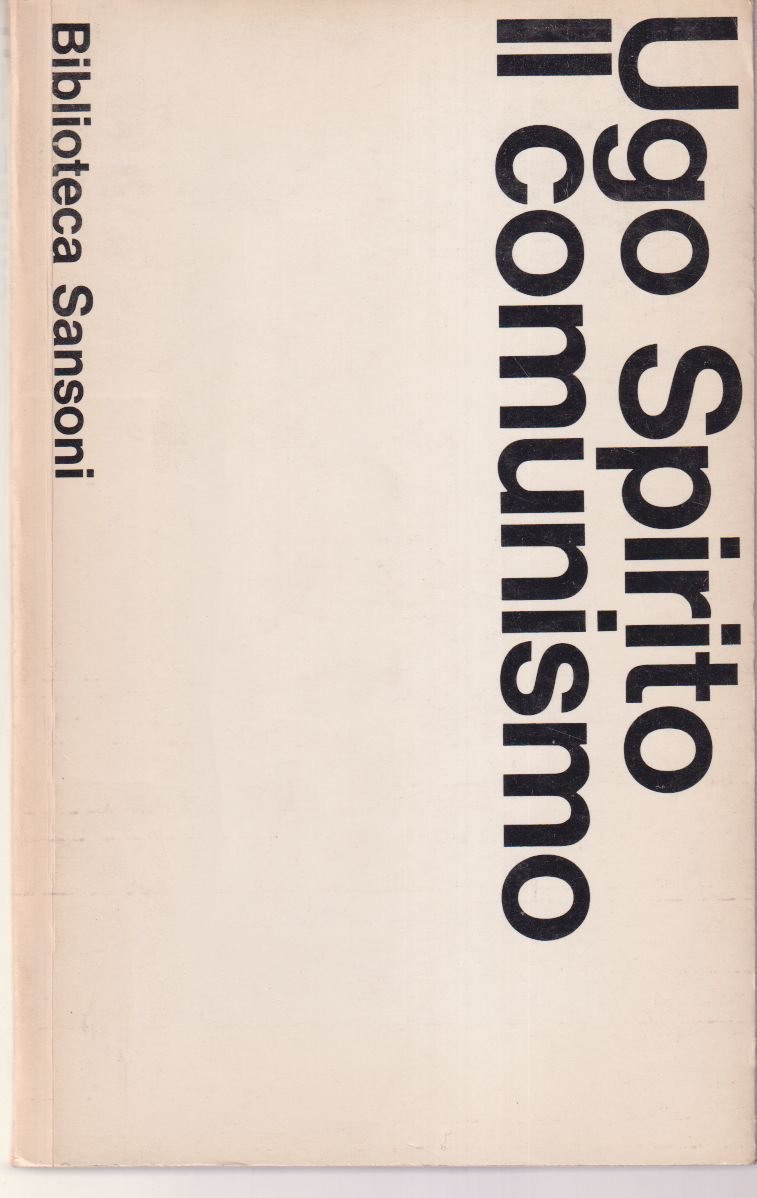 Ugo Spirito
Il comunismo
Biblioteca Sansoni